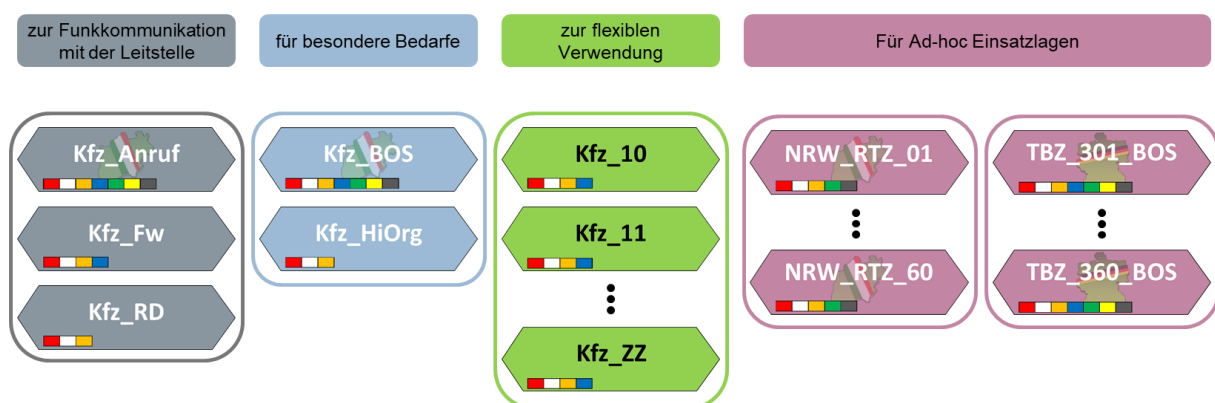 zur Funkkommunikation
mit der Leitstelle
für besondere Bedarfe
zur flexiblen
Verwendung
Für Ad-hoc Einsatzlagen
Kfz_Anruf
Kfz_Fw
Kfz_RD
Kfz_BOS
Kfz_HiOrg
Kfz_10
Kfz_11
Kfz_ZZ
NRW_RTZ_01
NRW_RTZ_60
TBZ_301_BOS
TBZ_360_BOS